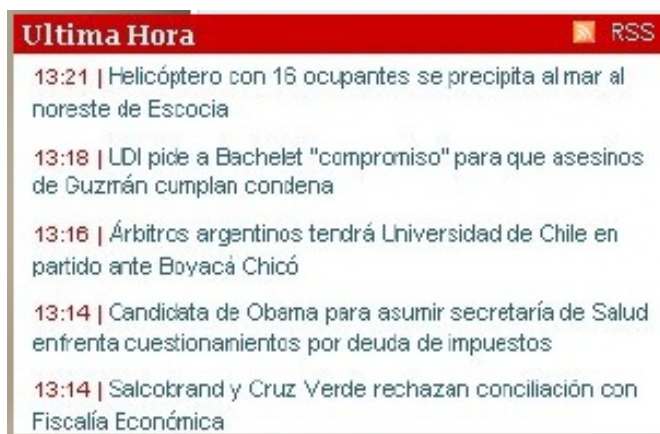 Ultima Hora RSS
13:21 | Helicóptero con 16 ocupantes se precipita al mar al
noreste de Escocia
13:18 | UDI pide a Bachelet "compromiso" para que asesinos
de Guzmán cumplan condena
13:16 | Árbitros argentinos tendrá Universidad de Chile en
partido ante Boyacá Chicó
13:14 | Candidata de Obama para asumir secretaría de Salud
enfrenta cuestionamientos por deuda de impuestos
13:14 | Salcobrand y Cruz Verde rechazan conciliación con
Fiscalía Económica